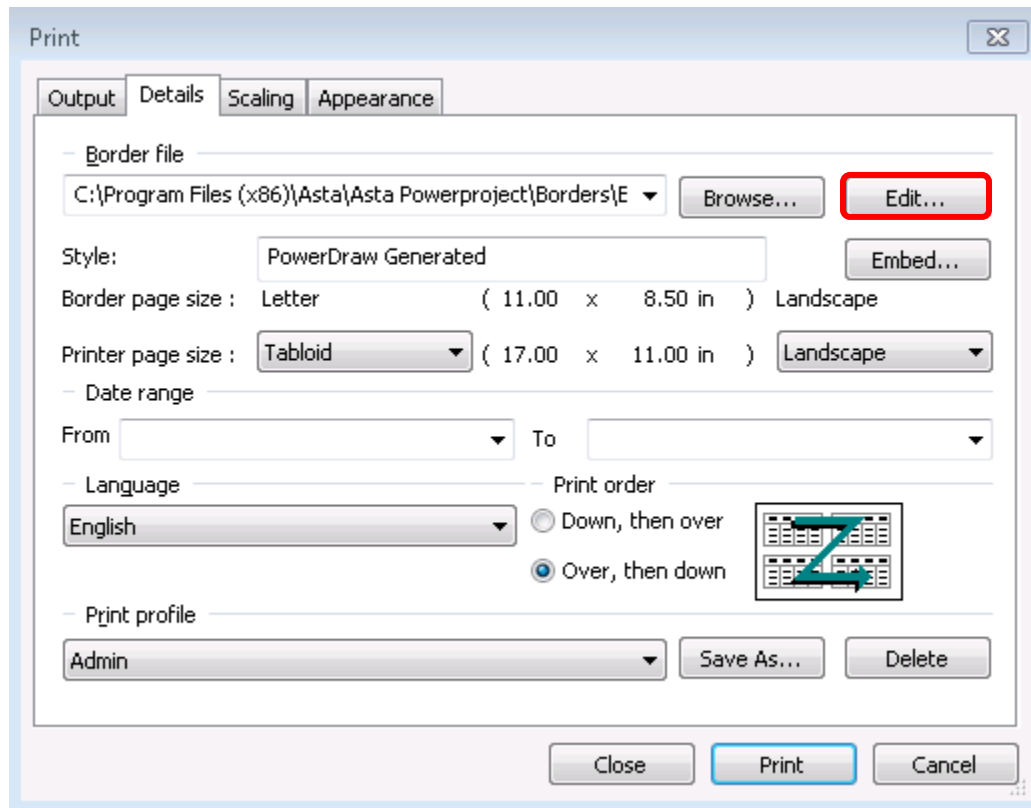 Print
Output Details Scaling Appearance
Border file
C:\Program Files (x86)\Asta\Asta Powerproject\Borders\E Browse... Edit...
Style: PowerDraw Generated Embed...
Border page size : Letter ( 11.00 x 8.50 in ) Landscape
Printer page size : Tabloid ( 17.00 x 11.00 in ) Landscape
Date range
From To
Language Print order
English Down, then over
Over, then down
Print profile
Admin Save As... Delete
Close Print Cancel